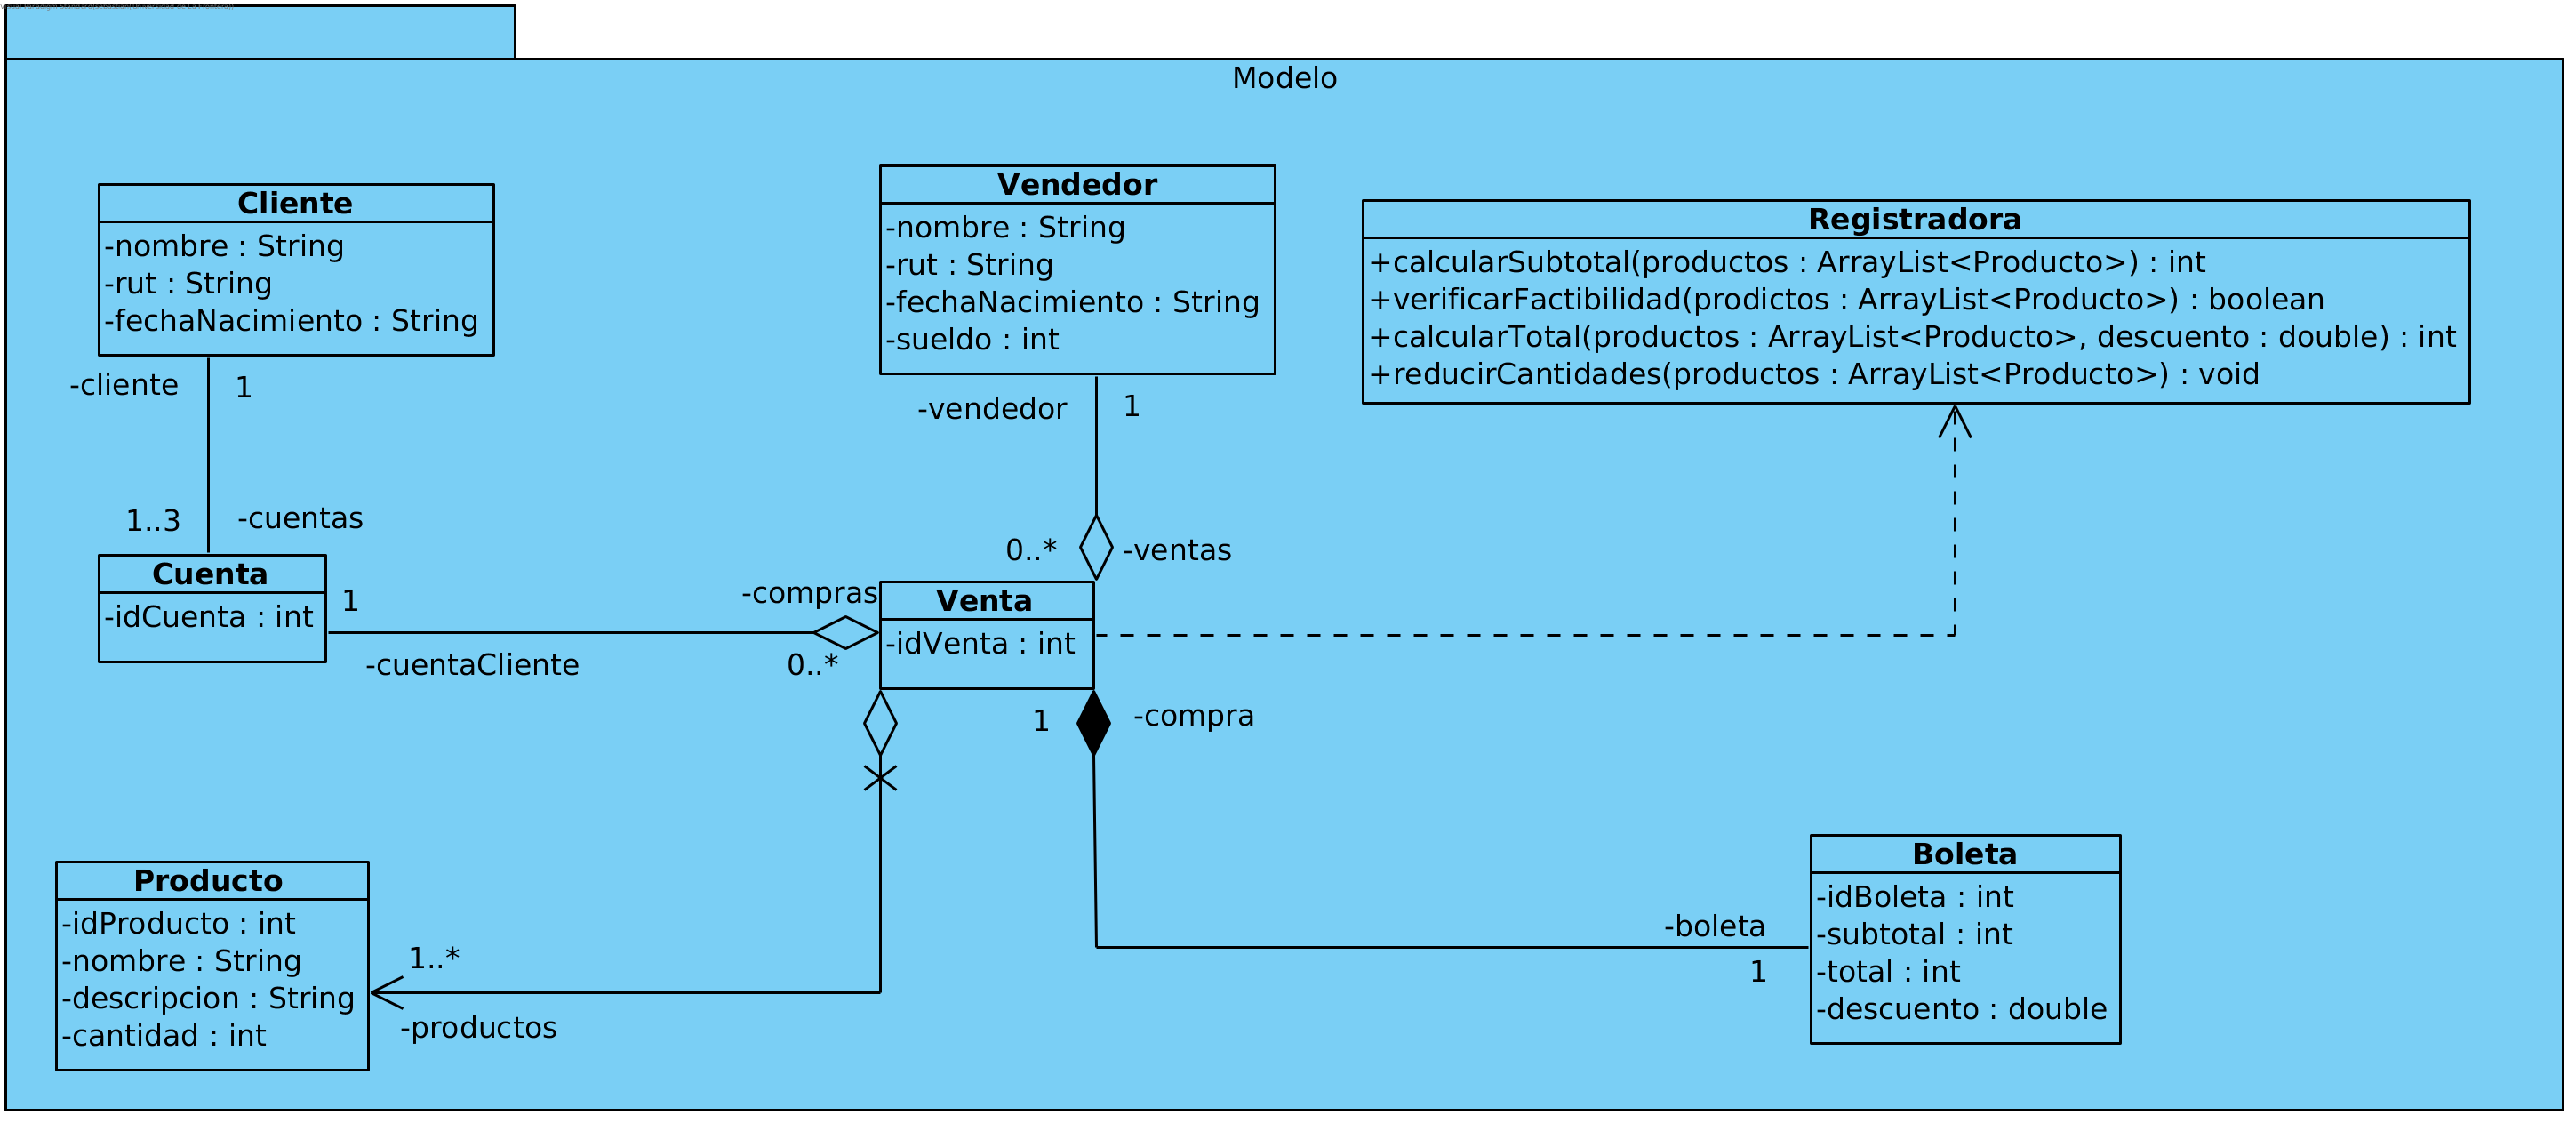 Modelo
Cliente
-nombre : String
-rut : String
-fechaNacimiento : String
Vendedor
-nombre : String
-rut : String
-fechaNacimiento : String
-sueldo : int
Registradora
+calcularSubtotal(productos : ArrayList<Producto>) : int
+verificarFactibilidad(prodictos : ArrayList<Producto>) : boolean
+calcularTotal(productos : ArrayList<Producto>, descuento : double) : int
+reducirCantidades(productos : ArrayList<Producto>) : void
-cliente 1
-vendedor 1
1..3 -cuentas
0..* -ventas
Cuenta
-idCuenta : int
1
-cuentaCliente
-compras
0..*
Venta
-idVenta : int
1 -compra
Producto
-idProducto : int
-nombre : String
-descripcion : String
-cantidad : int
1..*
-productos
-boleta
1
Boleta
-idBoleta : int
-subtotal : int
-total : int
-descuento : double